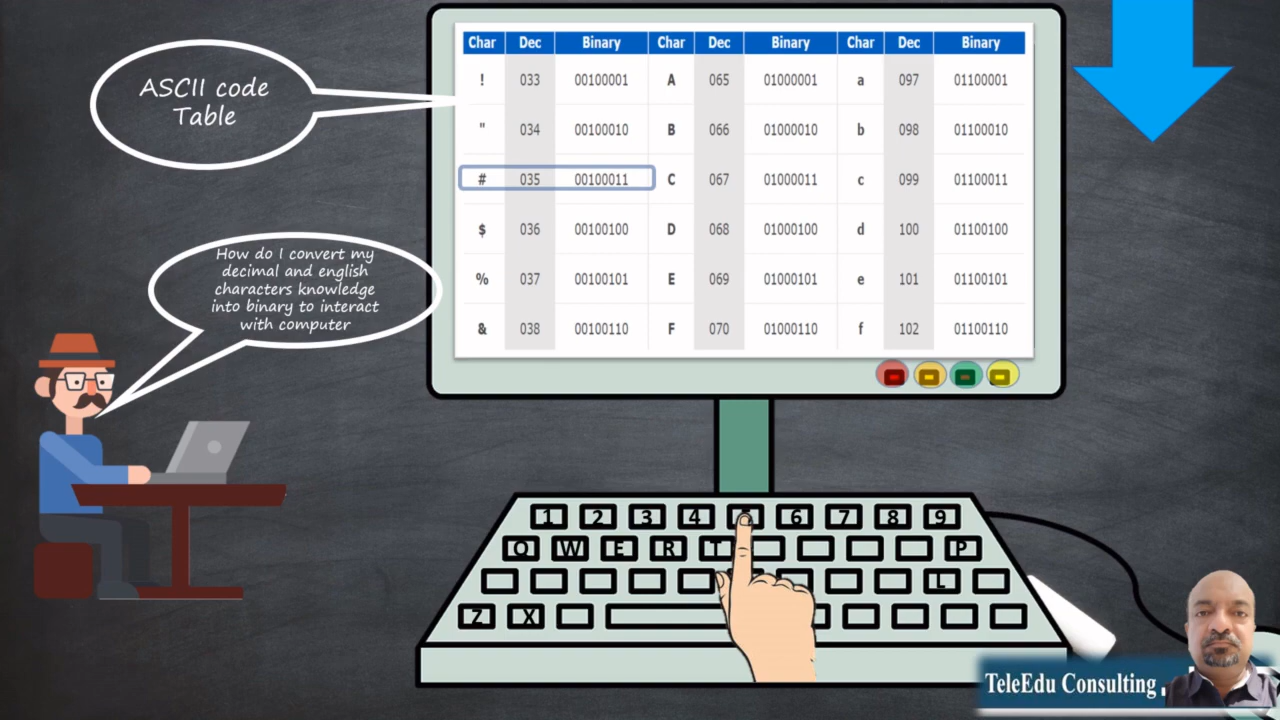 ASCII code
Table
Char Dec Binary Char Dec Binary Char Dec Binary
! 033 00100001 A 065 01000001 a 097 01100001
" 034 00100010 B 066 01000010 b 098 01100010
# 035 00100011 C 067 01000011 c 099 01100011
$ 036 00100100 D 068 01000100 d 100 01100100
% 037 00100101 E 069 01000101 e 101 01100101
& 038 00100110 F 070 01000110 f 102 01100110
How do I convert my
decimal and english
characters knowledge
into binary to interact
with computer
1 2 3 4 5 6 7 8 9
Q W E R T P
L
Z X
TeleEdu Consulting